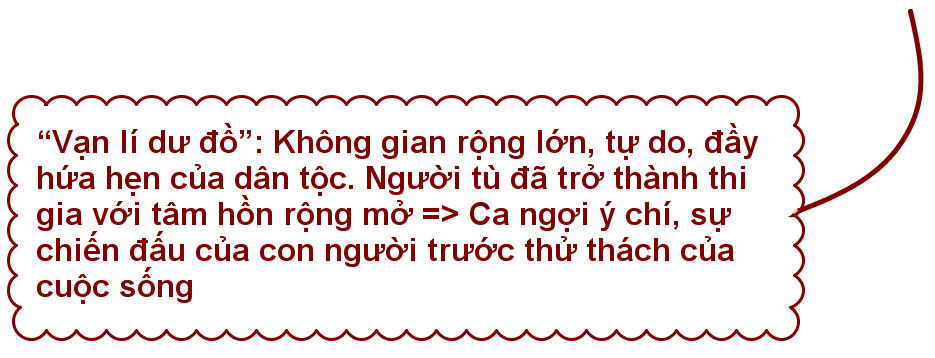 “Vạn lí dư đồ”: Không gian rộng lớn, tự do, đầy
hứa hẹn của dân tộc. Người tù đã trở thành thi
gia với tâm hồn rộng mở => Ca ngợi ý chí, sự
chiến đấu của con người trước thử thách của
cuộc sống